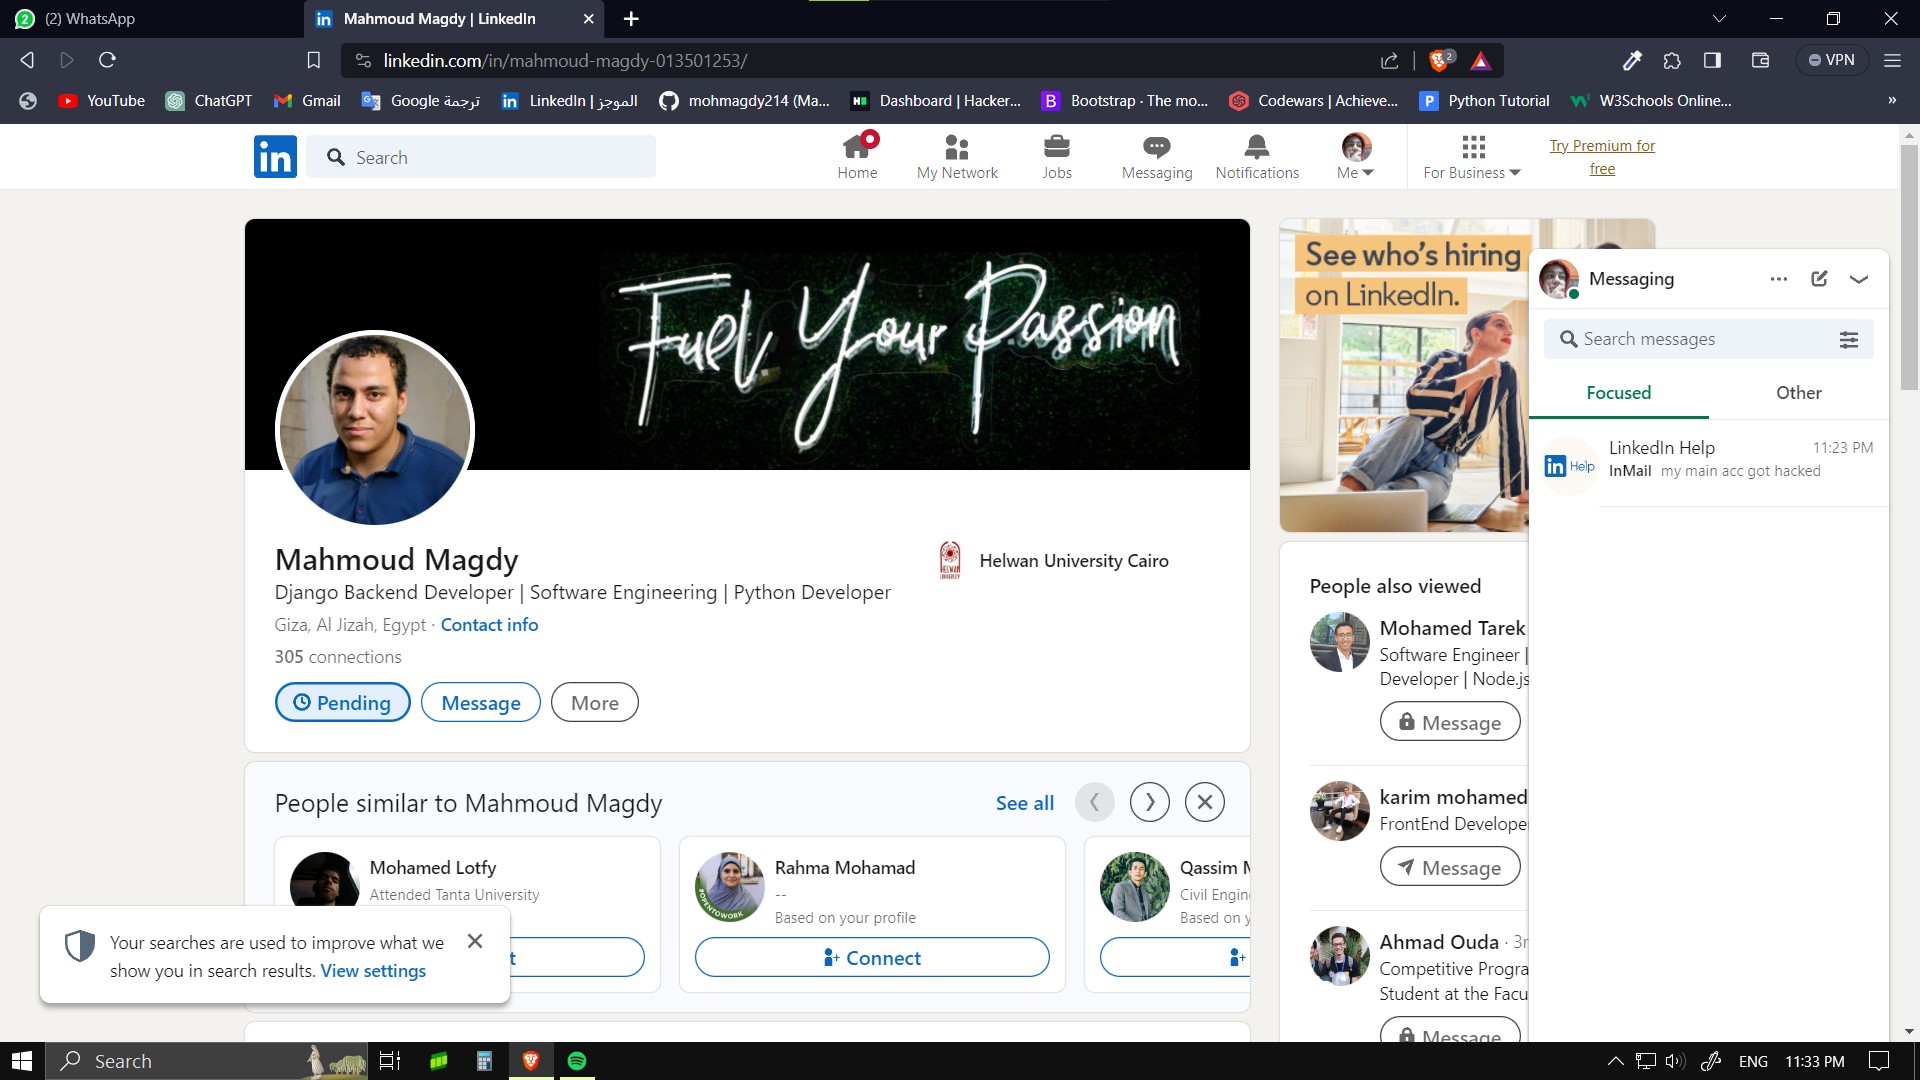 (2) WhatsApp
Mahmoud Magdy | LinkedIn
linkedin.com/in/mahmoud-magdy-013501253/
2
VPN
YouTube
ChatGPT
Gmail
ترجمة Google
الموجز | LinkedIn
mohmagdy214 (Ma...
Dashboard | Hacker...
Bootstrap · The mo...
Codewars | Achieve...
Python Tutorial
W3Schools Online...
in
Search
Home
My Network
Jobs
Messaging
Notifications
Me
For Business
Try Premium for
free
Fuel Your Passion
See who's hiring
on LinkedIn.
Messaging
Search messages
Focused
Other
in Help
LinkedIn Help
11:23 PM
InMail my main acc got hacked
Mahmoud Magdy
HELWAN
UNIVERSITY
Helwan University Cairo
Django Backend Developer | Software Engineering | Python Developer
Giza, Al Jizah, Egypt · Contact info
305 connections
Pending
Message
More
People also viewed
Mohamed Tarek
Software Engineer |
Developer | Node.js
Message
karim mohamed
FrontEnd Develope
Message
Ahmad Ouda · 3r
Competitive Progra
Student at the Facu
Message
People similar to Mahmoud Magdy
See all
Mohamed Lotfy
Attended Tanta University
t
#OPENTOWORK
Rahma Mohamad
--
Based on your profile
Connect
Qassim M
Civil Engin
Based on y
Your searches are used to improve what we
show you in search results. View settings
Search
ENG
11:33 PM